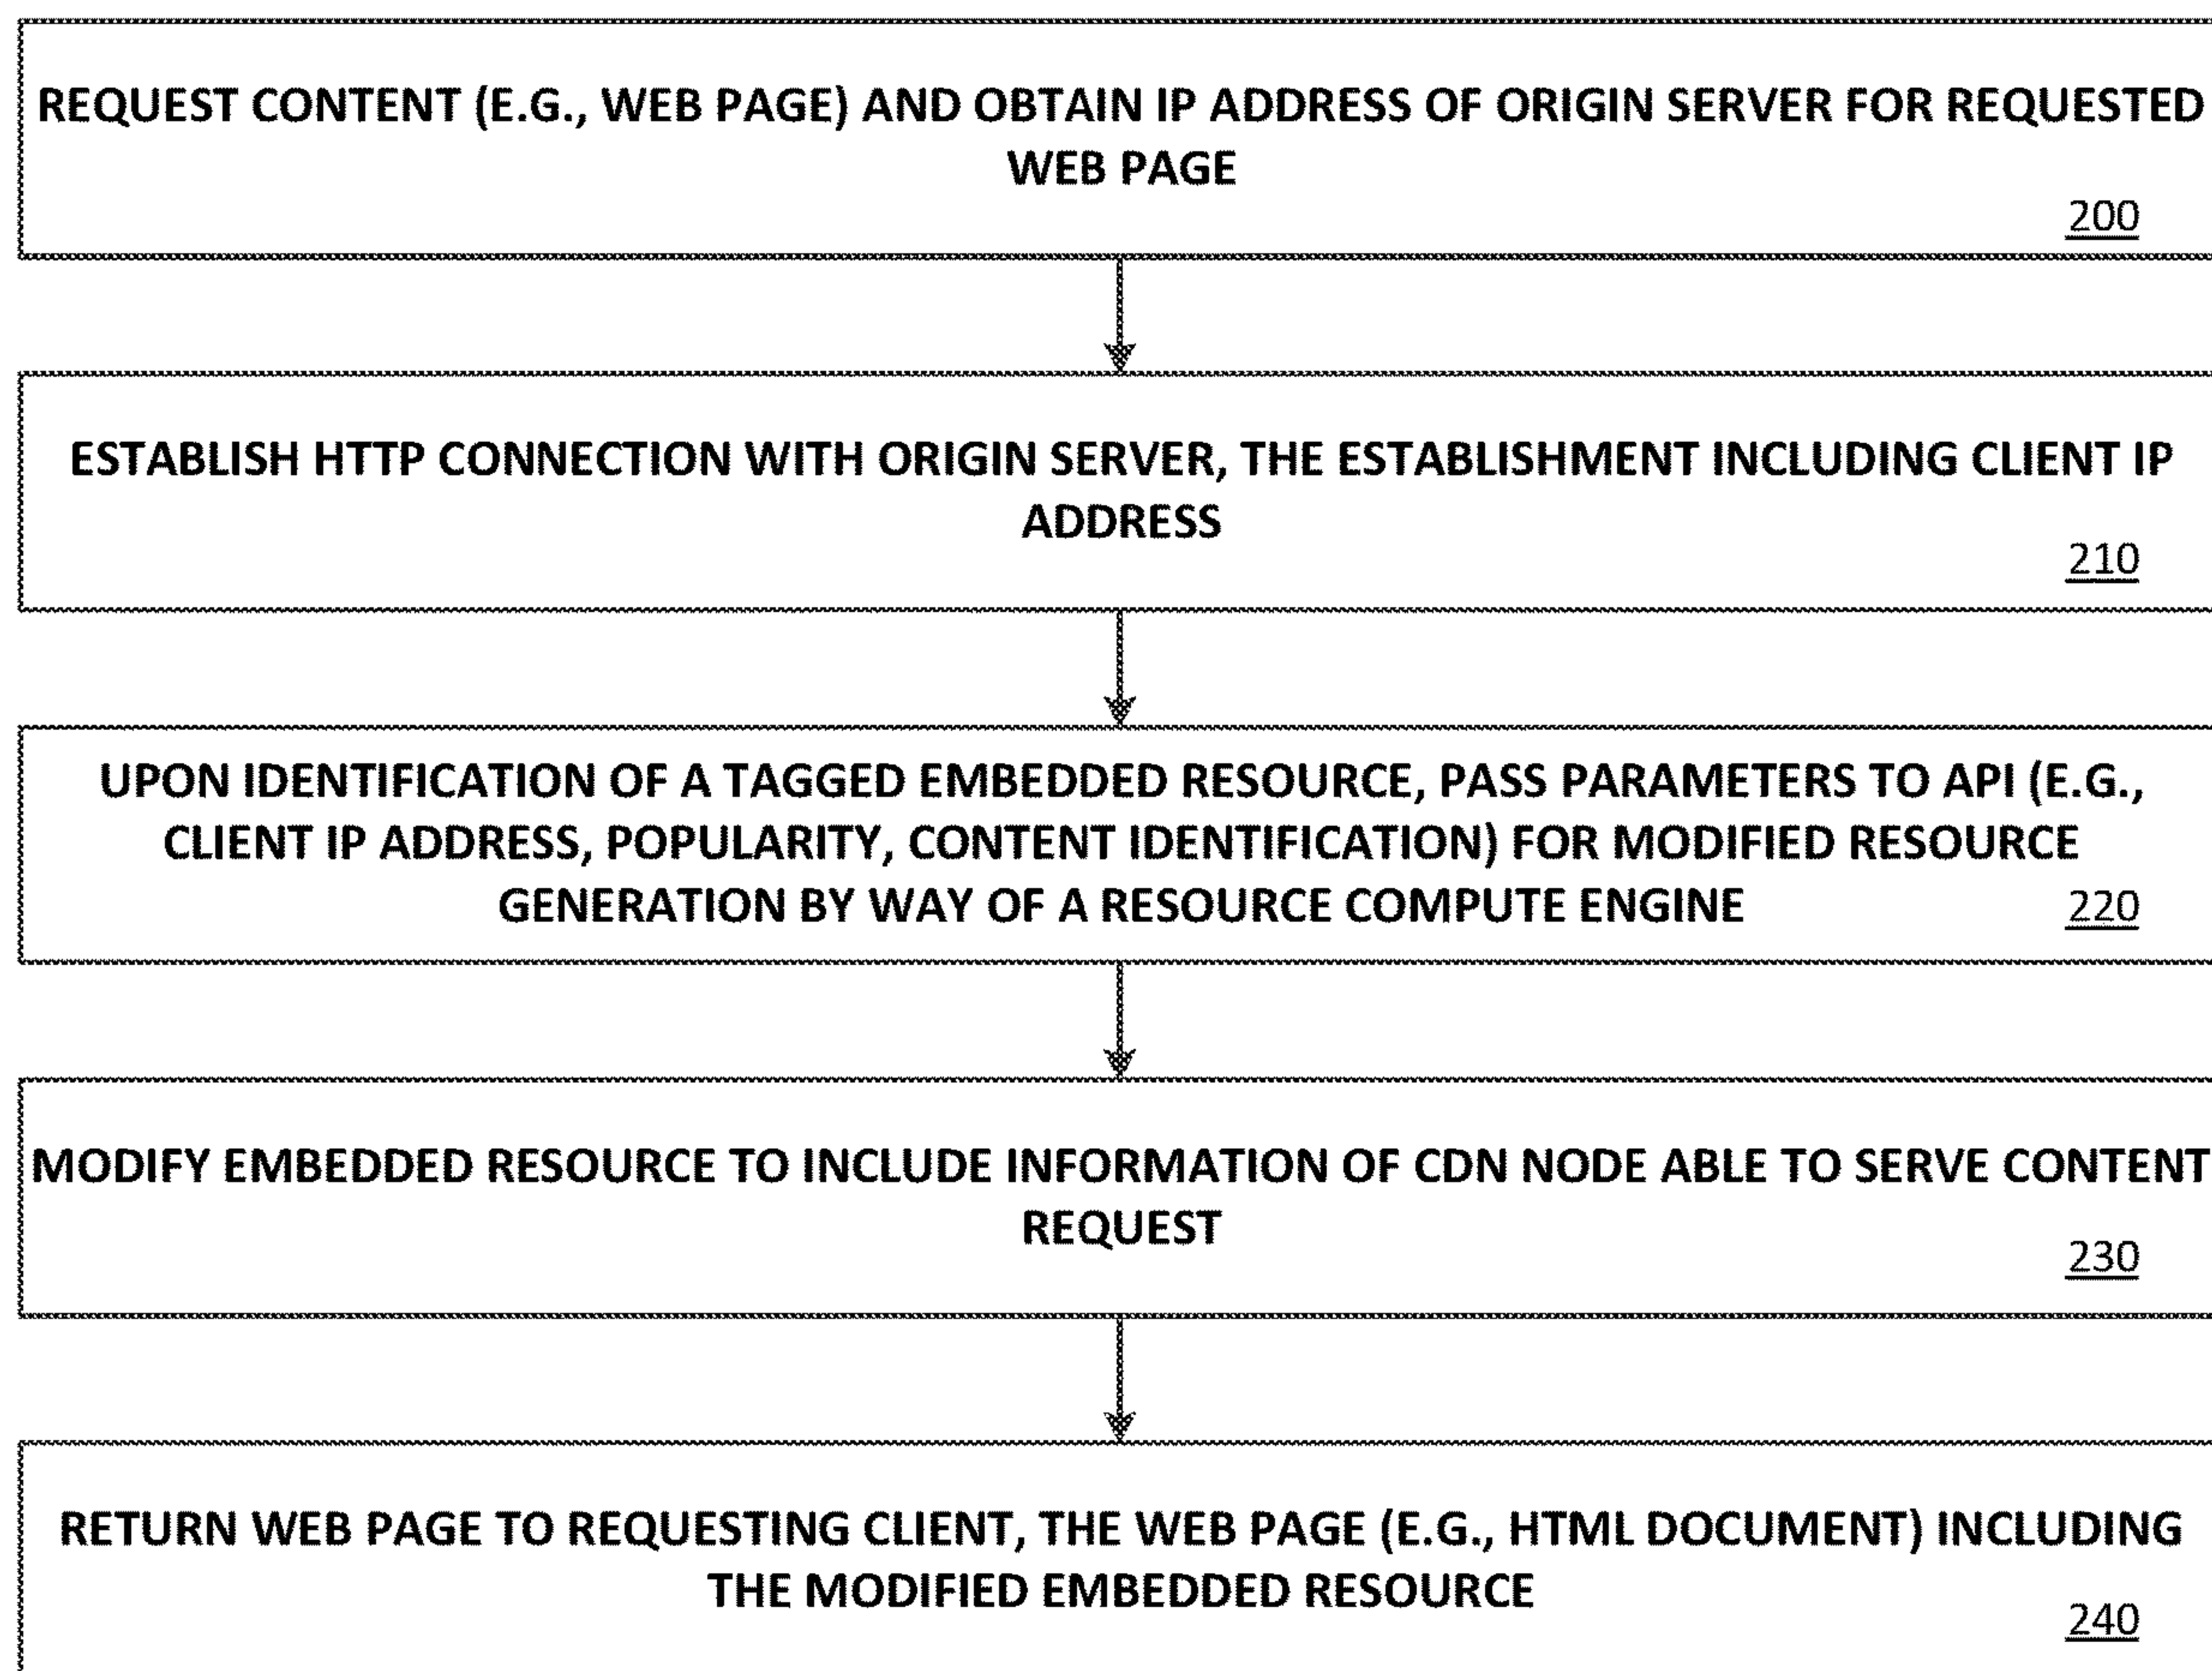 REQUEST CONTENT (E.G., WEB PAGE) AND OBTAIN IP ADDRESS OF ORIGIN SERVER FOR REQUESTED
WEB PAGE
200
ESTABLISH HTTP CONNECTION WITH ORIGIN SERVER, THE ESTABLISHMENT INCLUDING CLIENT IP
ADDRESS
210
UPON IDENTIFICATION OF A TAGGED EMBEDDED RESOURCE, PASS PARAMETERS TO API (E.G.,
CLIENT IP ADDRESS, POPULARITY, CONTENT IDENTIFICATION) FOR MODIFIED RESOURCE
GENERATION BY WAY OF A RESOURCE COMPUTE ENGINE
220
MODIFY EMBEDDED RESOURCE TO INCLUDE INFORMATION OF CDN NODE ABLE TO SERVE CONTENT
REQUEST
230
RETURN WEB PAGE TO REQUESTING CLIENT, THE WEB PAGE (E.G., HTML DOCUMENT) INCLUDING
THE MODIFIED EMBEDDED RESOURCE
240